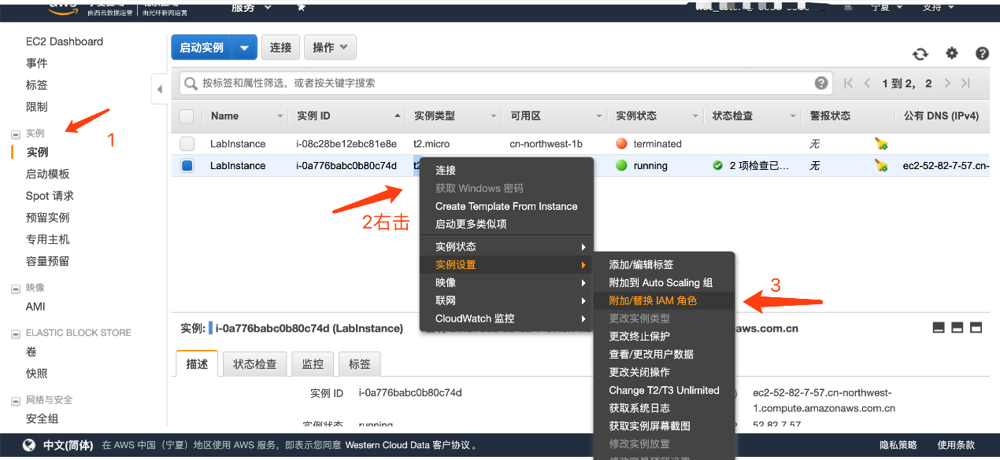 aws
由西云数据运营
由光环新网运营
服务
宁夏
支持
EC2 Dashboard
事件
标签
限制
实例
实例
启动模板
Spot 请求
预留实例
专用主机
容量预留
映像
AMI
ELASTIC BLOCK STORE
卷
快照
网络与安全
安全组
1
启动实例
连接
操作
按标签和属性筛选，或者按关键字搜索
1 到 2， 2
Name
实例 ID
实例类型
可用区
实例状态
状态检查
警报状态
公有 DNS (IPv4)
LabInstance
i-08c28be12ebc81e8e
t2.micro
cn-northwest-1b
terminated
无
LabInstance
i-0a776babc0b80c74d
running
2 项检查已...
无
ec2-52-82-7-57.cn-
2右击
连接
获取 Windows 密码
Create Template From Instance
启动更多类似项
实例状态
实例设置
映像
联网
CloudWatch 监控
添加/编辑标签
附加到 Auto Scaling 组
附加/替换 IAM 角色
更改实例类型
更改终止保护
查看/更改用户数据
更改关闭操作
Change T2/T3 Unlimited
获取系统日志
获取实例屏幕截图
修改实例放置
修改容量预留设置
3
实例: i-0a776babc0b80c74d (LabInstance)
aws.com.cn
描述
状态检查
监控
标签
实例 ID
i-0a776babc0b80c74d
ec2-52-82-7-57.cn-northwest-
1.compute.amazonaws.com.cn
实例状态
running
52.82.7.57
中文(简体)
在 AWS 中国（宁夏）地区使用 AWS 服务，即表示您同意 Western Cloud Data 客户协议 。
隐私策略
使用条款